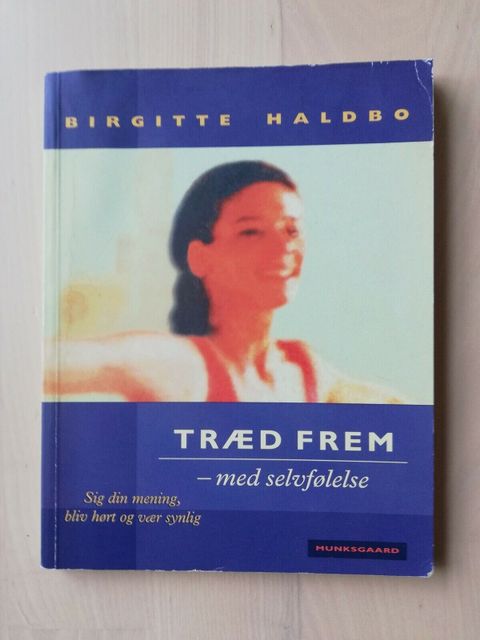 BIRGITTE HALDBO
TRÆD FREM
– med selvfølelse
Sig din mening,
bliv hørt og vær synlig
MUNKSGAARD